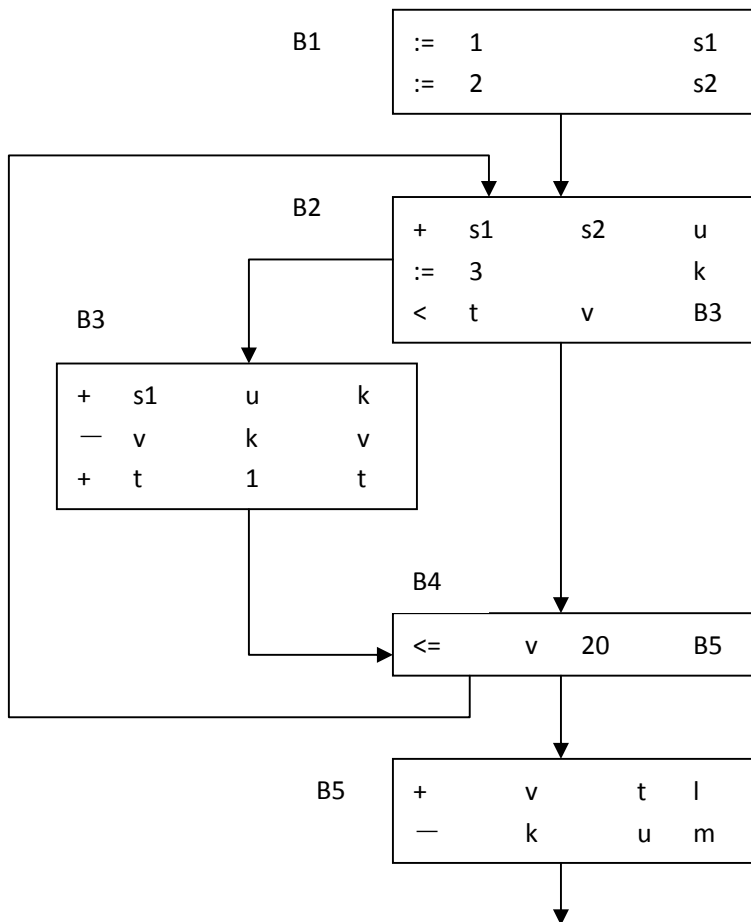 B1
:= 1 s1
:= 2 s2
B2
+ s1 s2 u
:= 3 k
< t v B3
B3
+ s1 u k
— v k v
+ t 1 t
B4
<= v 20 B5
B5
+ v t l
— k u m